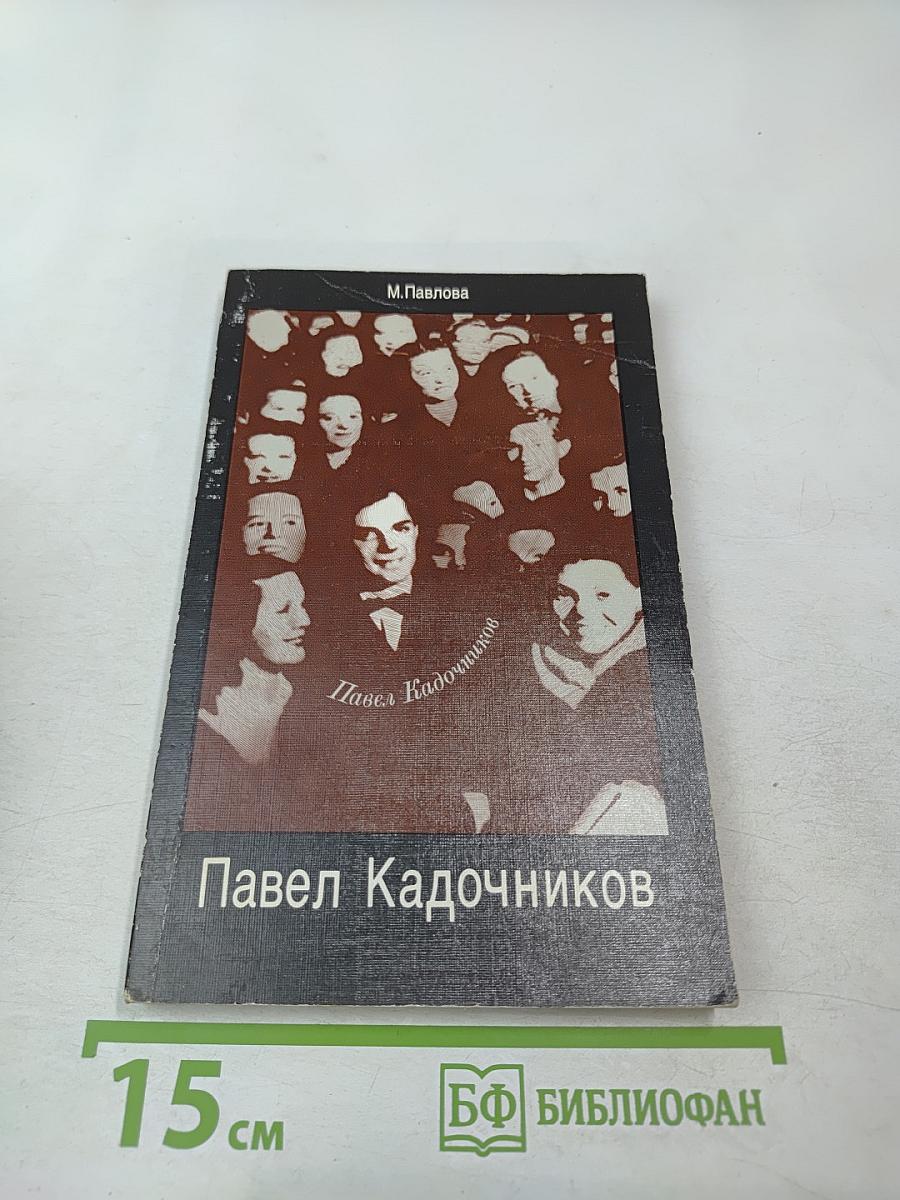 М.Павлова
Павел Кадочников
Павел Кадочников
15 см
БФ БИБЛИОФАН